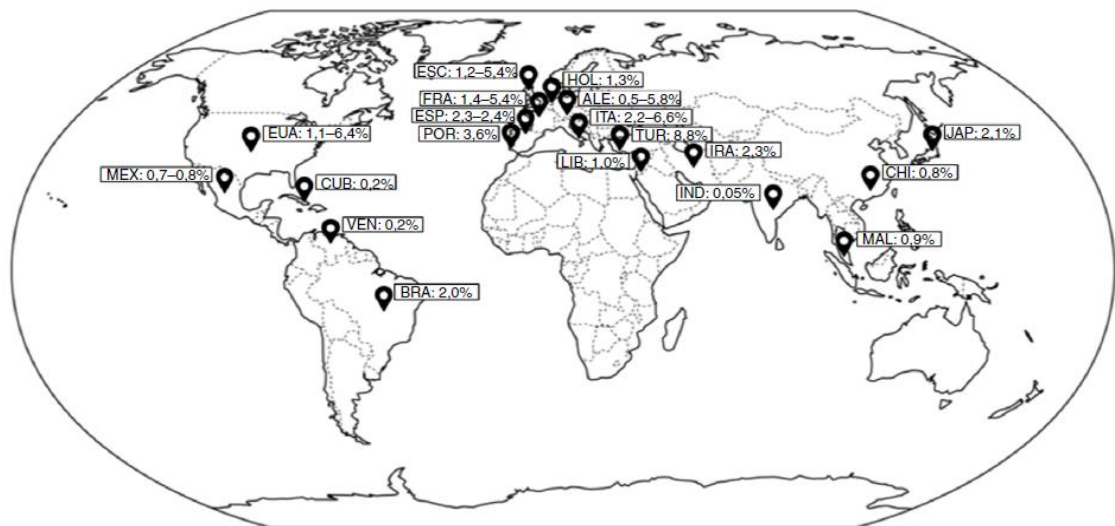 ESC: 1,2–5,4%
HOL: 1,3%
FRA: 1,4–5,4%
ALE: 0,5–5,8%
ESP: 2,3–2,4%
ITA: 2,2–6,6%
POR: 3,6%
TUR: 8,8%
EUA: 1,1–6,4%
JAP: 2,1%
IRA: 2,3%
LIB: 1,0%
MEX: 0,7–0,8%
CUB: 0,2%
CHI: 0,8%
IND: 0,05%
VEN: 0,2%
MAL: 0,9%
BRA: 2,0%